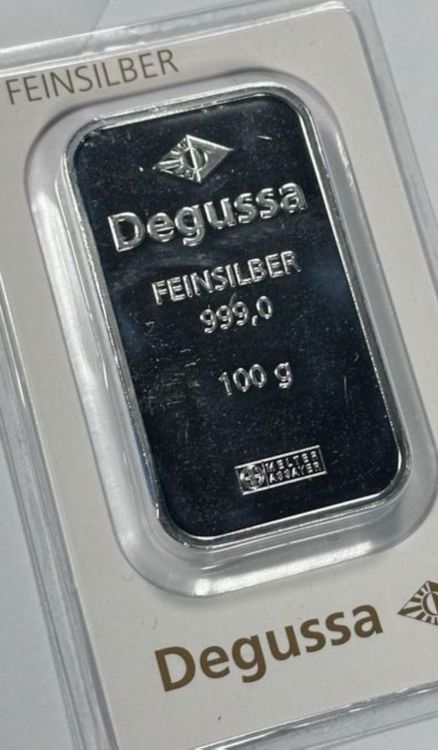 FEINSILBER
Degussa
FEINSILBER
999,0
100 g
MELTER
ASSAYER
Degussa